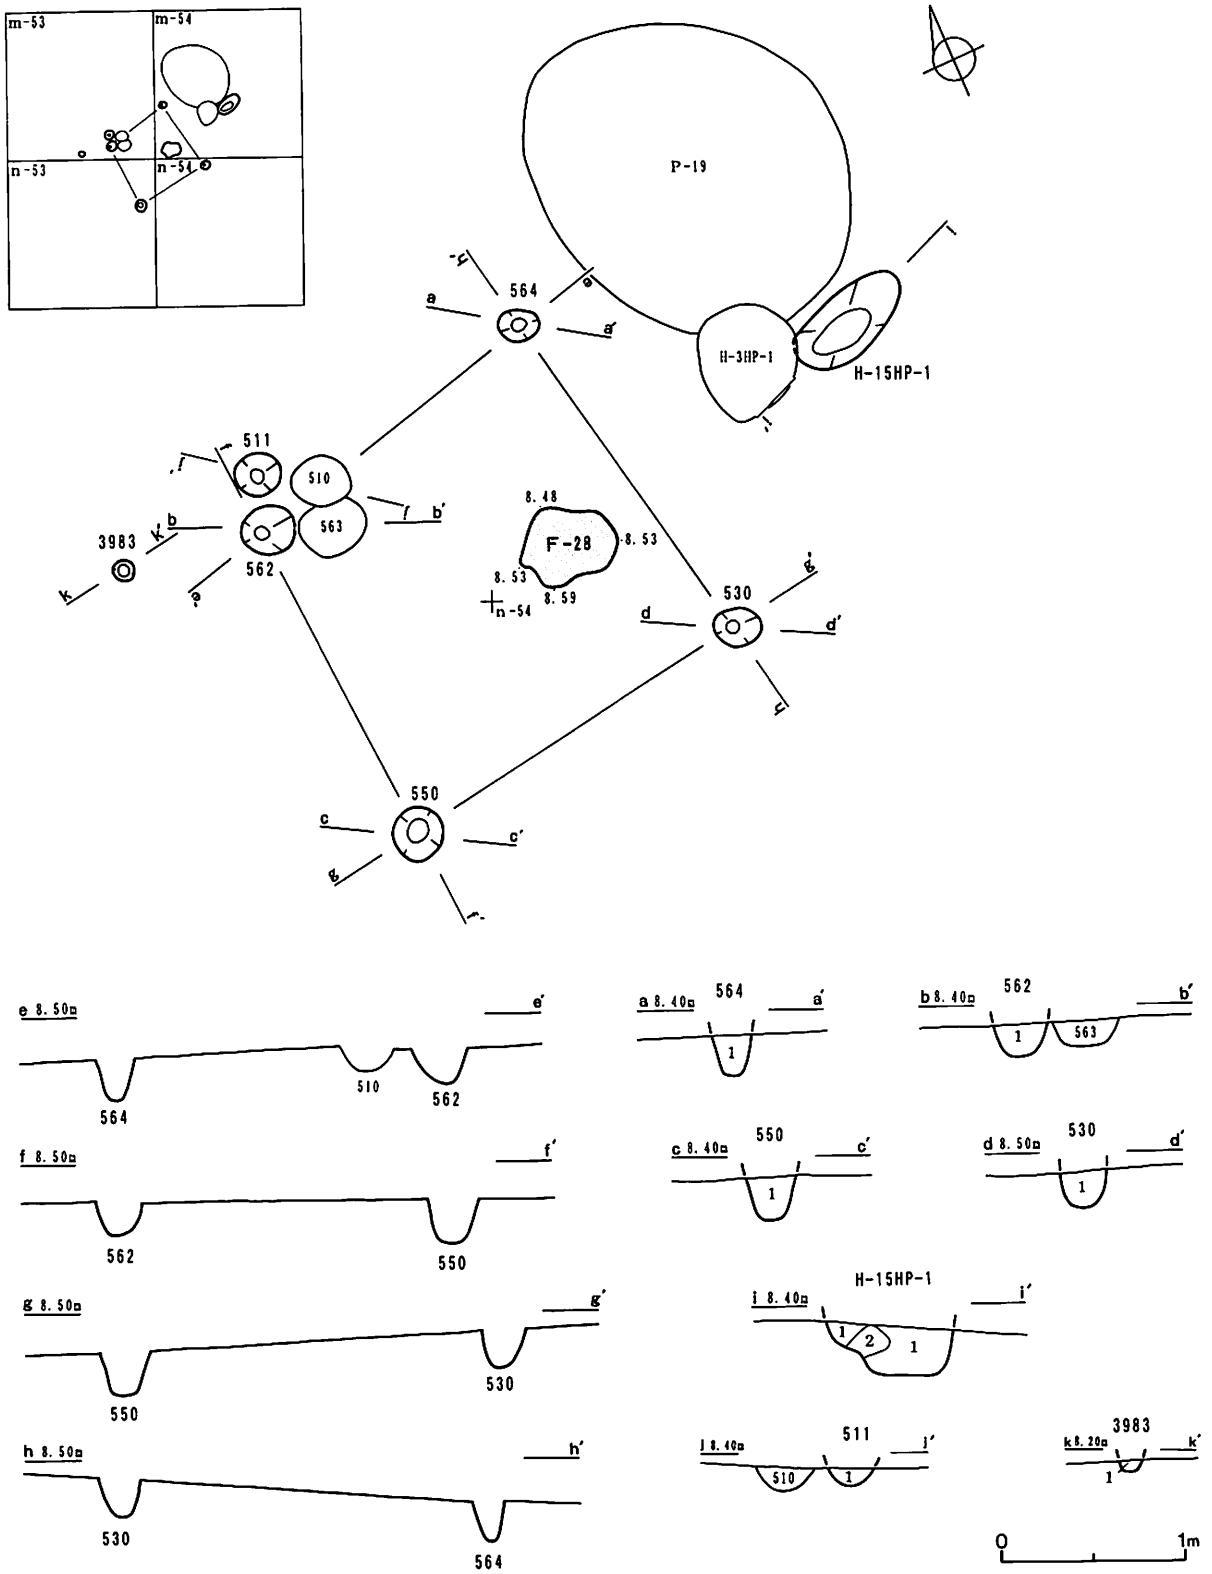 m-53 m-54
n-53 n-54
P-19
564
a a′
e
h′
H-3HP-1
H-15HP-1
i
i′
511
510
563
562
f
j′
j
b b′
e′
3983
k k′
8.48
F-28
8.53
8.53
8.59
n-54
530
d d′
g′
h
550
c c′
g
f′
e 8.50m e′
564 510 562
f 8.50m f′
562 550
g 8.50m g′
550 530
h 8.50m h′
530 564
a 8.40m 564 a′
1
b 8.40m 562 b′
1 563
c 8.40m 550 c′
1
d 8.50m 530 d′
1
H-15HP-1
i 8.40m i′
1 2 1
j 8.40m 511 j′
510 1
3983
k 8.20m k′
1
0 1m